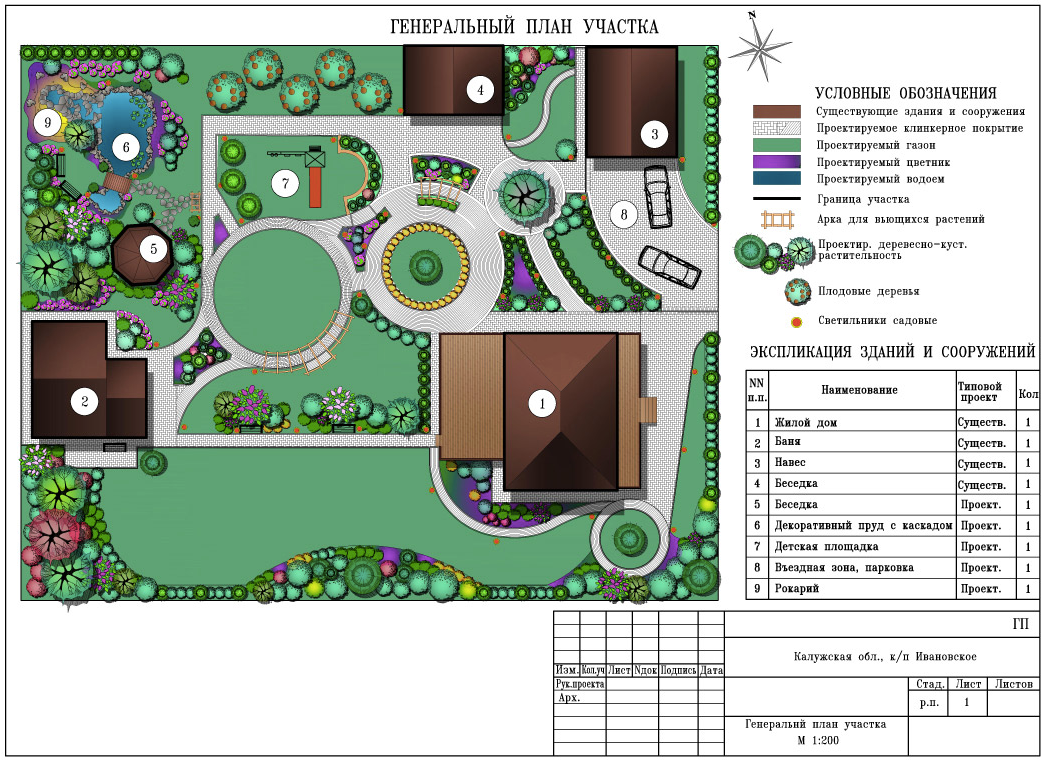 ГЕНЕРАЛЬНЫЙ ПЛАН УЧАСТКА
N
4
3
9
6
7
8
5
2
1
УСЛОВНЫЕ ОБОЗНАЧЕНИЯ
Существующие здания и сооружения
Проектируемое клинкерное покрытие
Проектируемый газон
Проектируемый цветник
Проектируемый водоем
Граница участка
Арка для вьющихся растений
Проектир. деревесно-куст.
растительность
Плодовые деревья
Светильники садовые
ЭКСПЛИКАЦИЯ ЗДАНИЙ И СООРУЖЕНИЙ
NN п.п. Наименование Типовой проект Кол
1 Жилой дом Существ. 1
2 Баня Существ. 1
3 Навес Существ. 1
4 Беседка Существ. 1
5 Беседка Проект. 1
6 Декоративный пруд с каскадом Проект. 1
7 Детская площадка Проект. 1
8 Въездная зона, парковка Проект. 1
9 Рокарий Проект. 1
ГП
Калужская обл., к/п Ивановское
Изм. Кол.уч Лист Nдок Подпись Дата
Рук.проекта
Арх.
Стад. Лист Листов
р.п. 1
Генеральнй план участка
М 1:200